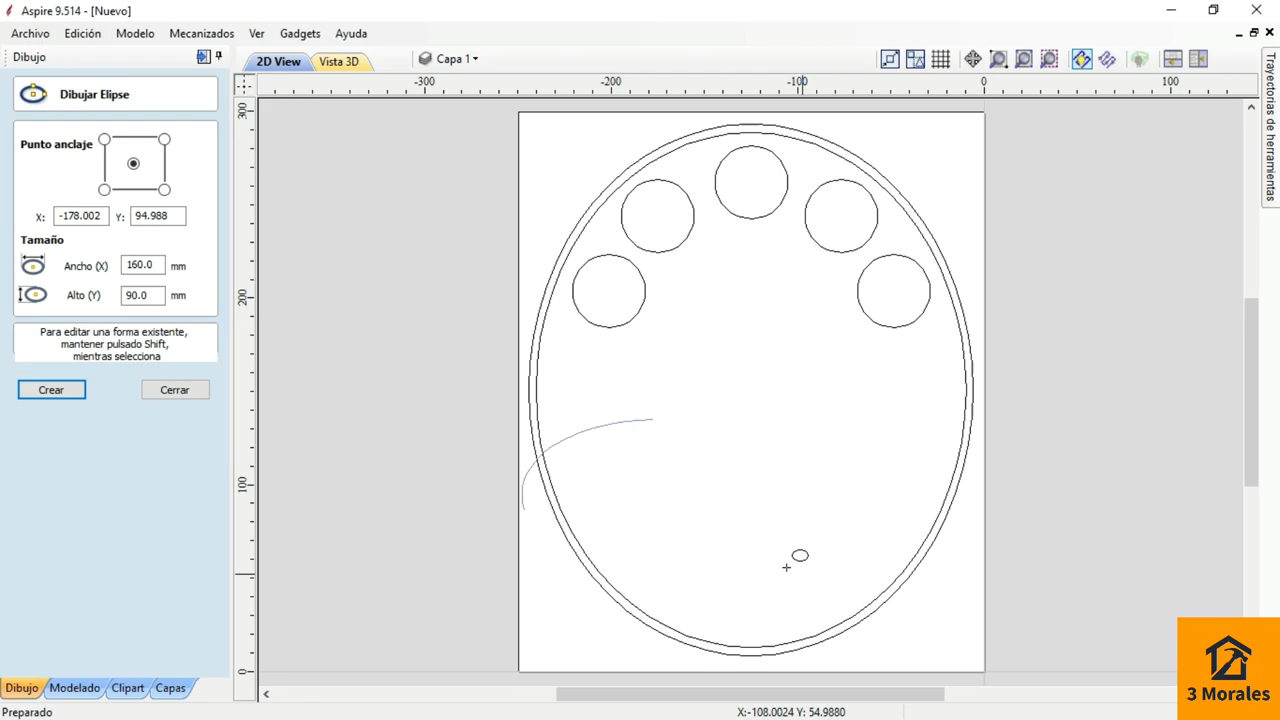 Aspire 9.514 - [Nuevo]
Archivo Edición Modelo Mecanizados Ver Gadgets Ayuda
Dibujo
2D View Vista 3D Capa 1
-300 -200 -100 0 100
Dibujar Elipse
Punto anclaje
X: -178.002 Y: 94.988
Tamaño
Ancho (X) 160.0 mm
Alto (Y) 90.0 mm
Para editar una forma existente,
mantener pulsado Shift,
mientras selecciona
Crear Cerrar
300
200
100
0
Trayectorias de herramientas
3 Morales
Dibujo Modelado Clipart Capas
Preparado X:-108.0024 Y: 54.9880